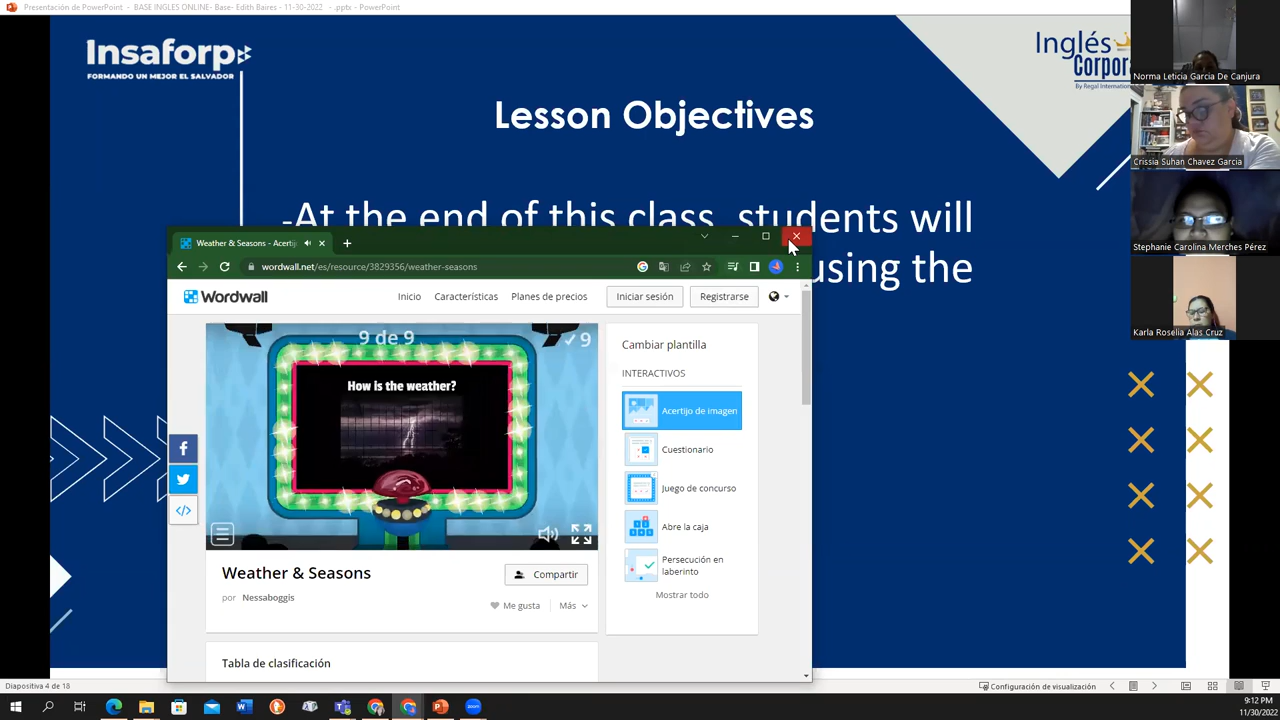 Presentación de PowerPoint - BASE INGLES ONLINE- Base- Edith Baires - 11-30-2022 - .pptx - PowerPoint
Insaforp
FORMANDO UN MEJOR EL SALVADOR
Inglés
Corpora
By Regal Internation
Lesson Objectives
-At the end of this class, students will
using the
Norma Leticia Garcia De Canjura
Crissia Suhan Chavez Garcia
Stephanie Carolina Merches Pérez
Karla Roselia Alas Cruz
Weather & Seasons - Acertij
wordwall.net/es/resource/3829356/weather-seasons
Wordwall
Inicio
Características
Planes de precios
Iniciar sesión
Registrarse
9 de 9
9
How is the weather?
Cambiar plantilla
INTERACTIVOS
Acertijo de imagen
Cuestionario
Juego de concurso
Abre la caja
Persecución en
laberinto
Mostrar todo
Weather & Seasons
Compartir
por Nessaboggis
Me gusta
Más
Tabla de clasificación
Diapositiva 4 de 18
Configuración de visualización
9:12 PM
11/30/2022